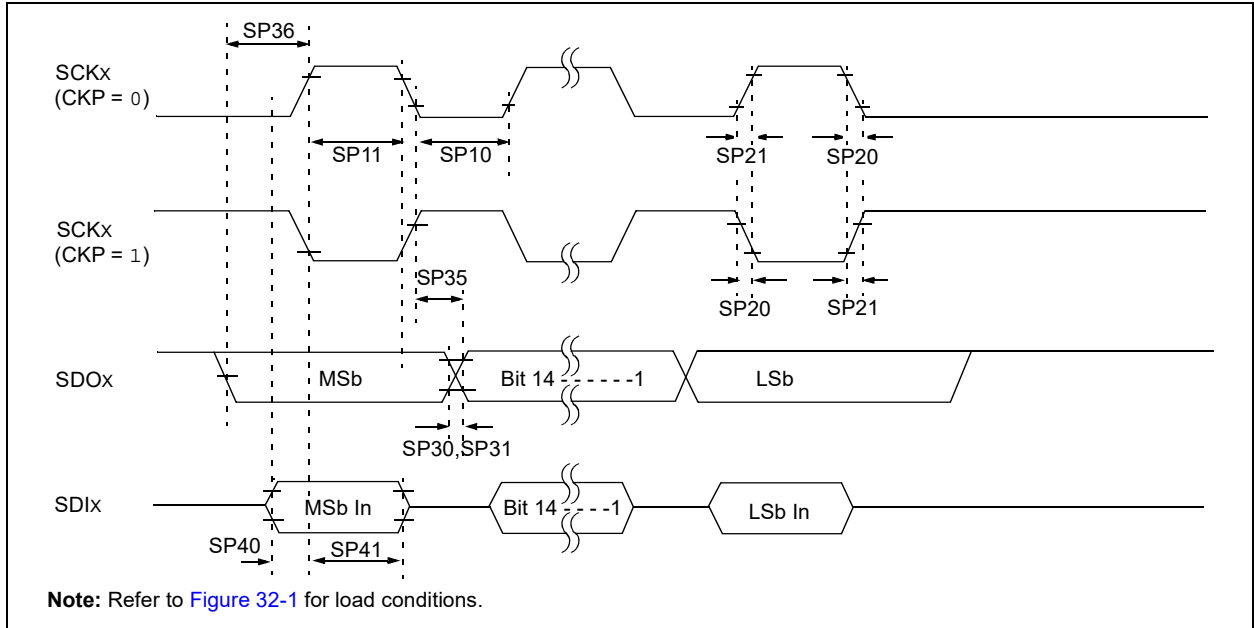 SP36
SCKx
(CKP = 0)
SP11
SP10
SP21
SP20
SCKx
(CKP = 1)
SP35
SP20
SP21
SDOx
MSb
Bit 14 - - - - - -1
LSb
SP30,SP31
SDIx
MSb In
Bit 14 - - - -1
LSb In
SP40
SP41
Note: Refer to Figure 32-1 for load conditions.